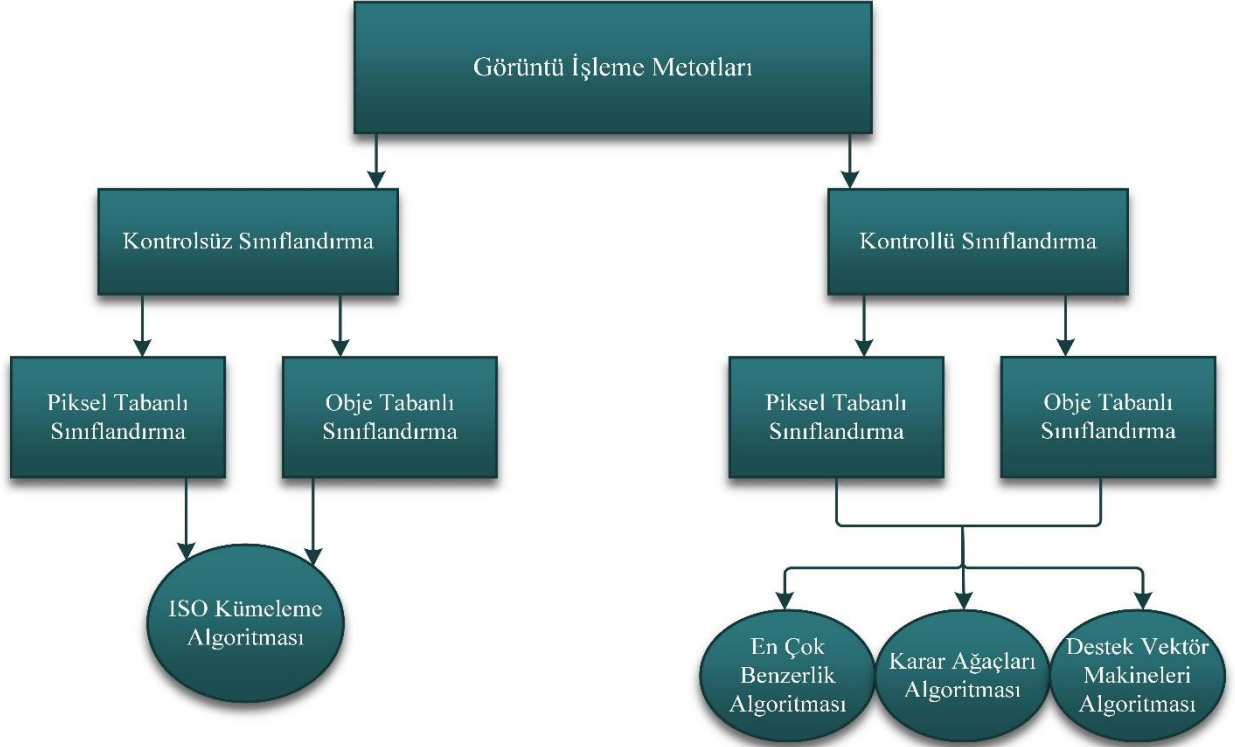 Görüntü İşleme Metotları
Kontrolsüz Sınıflandırma
Kontrollü Sınıflandırma
Piksel Tabanlı
Sınıflandırma
Obje Tabanlı
Sınıflandırma
Piksel Tabanlı
Sınıflandırma
Obje Tabanlı
Sınıflandırma
ISO Kümeleme
Algoritması
En Çok
Benzerlik
Algoritması
Karar Ağaçları
Algoritması
Destek Vektör
Makineleri
Algoritması